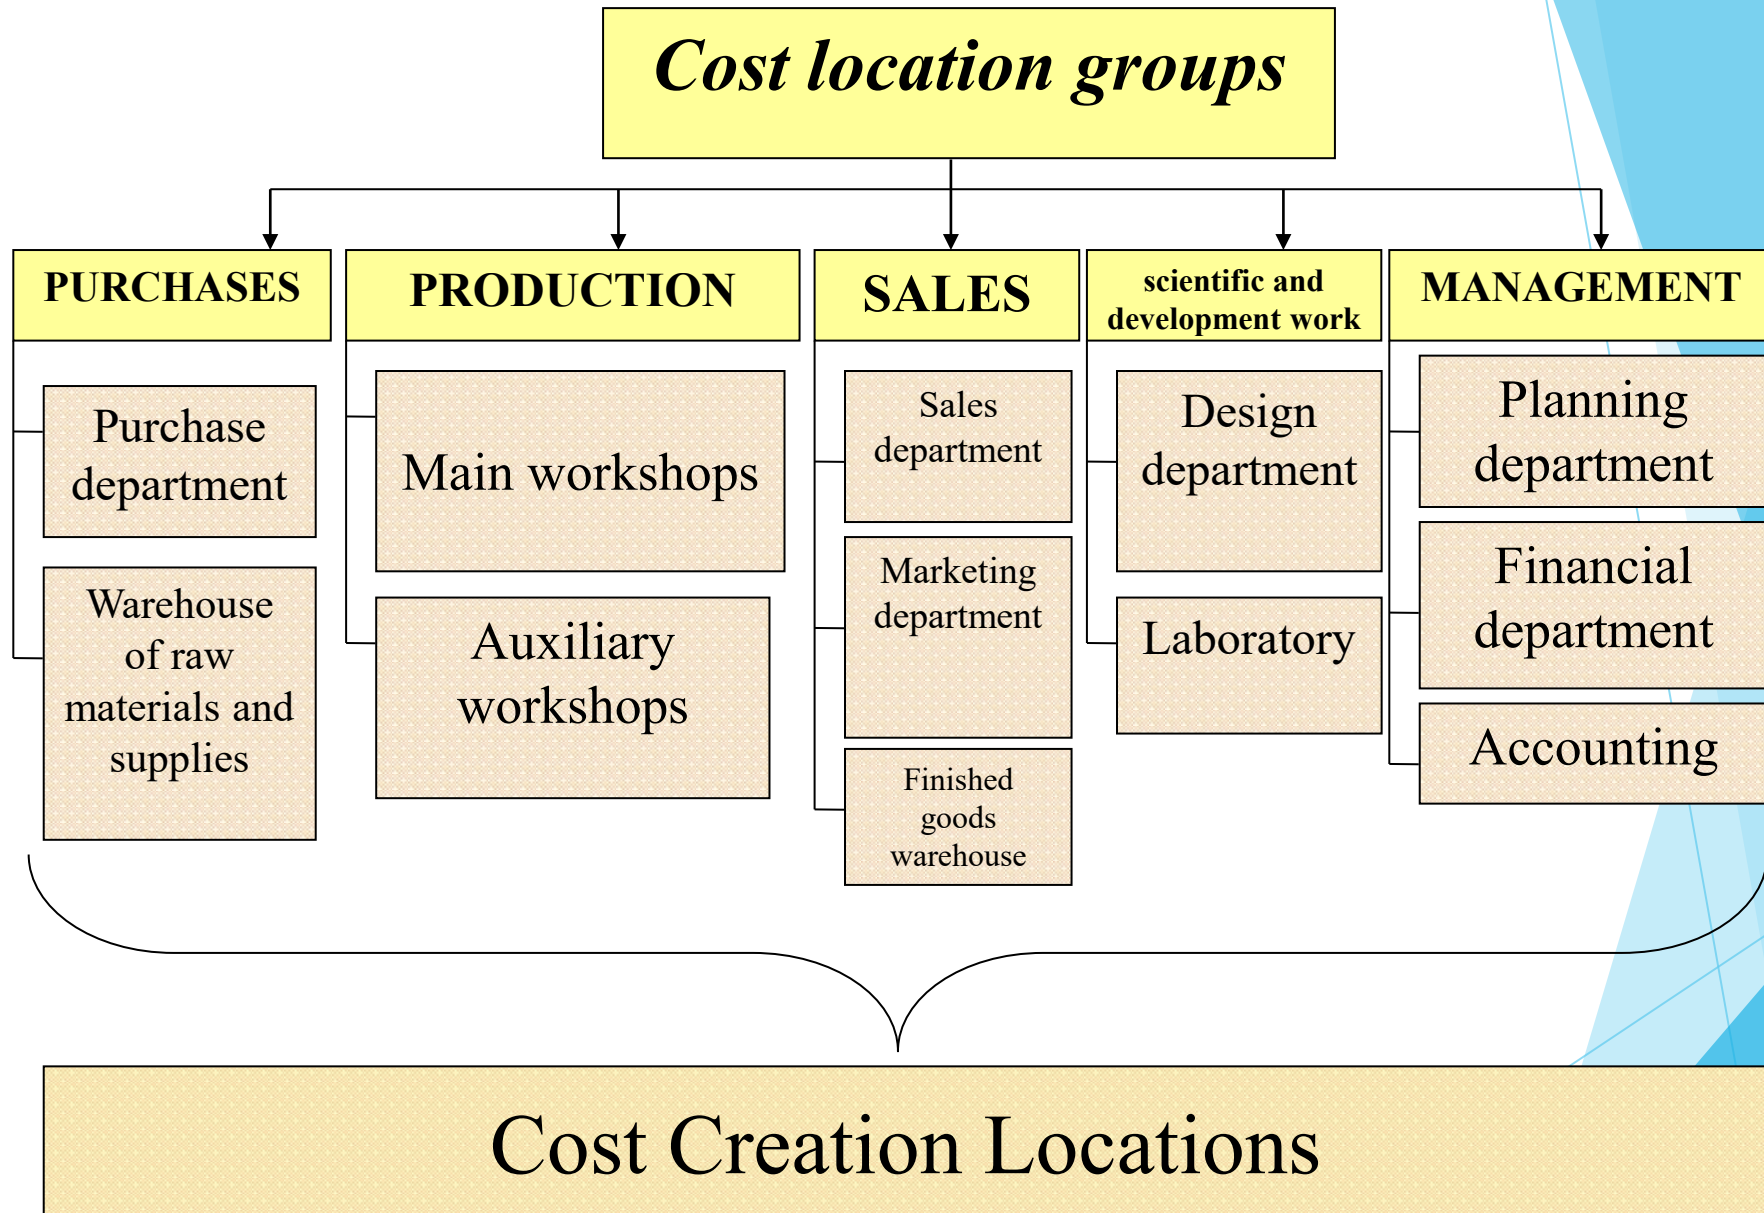 Cost location groups
PURCHASES
Purchase
department
Warehouse
of raw
materials and
supplies
PRODUCTION
Main workshops
Auxiliary
workshops
SALES
Sales
department
Marketing
department
Finished
goods
warehouse
scientific and
development work
Design
department
Laboratory
MANAGEMENT
Planning
department
Financial
department
Accounting
Cost Creation Locations